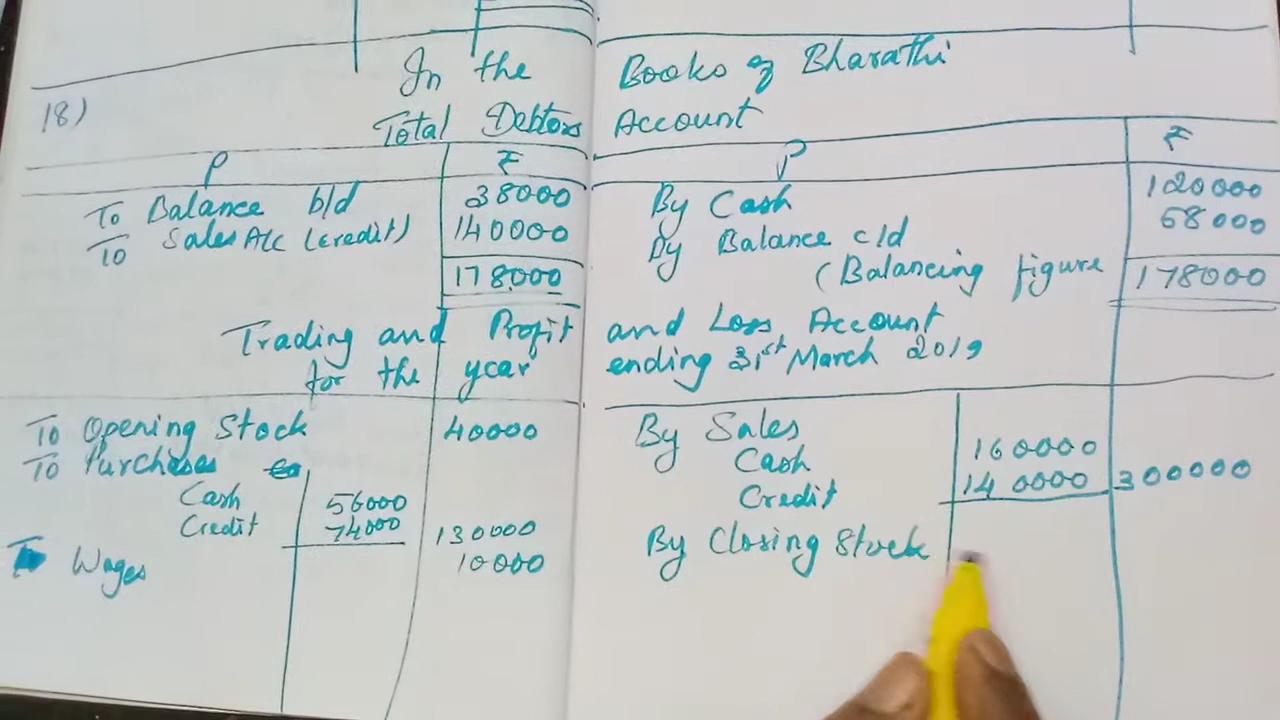 18)
In the Books of Bharathi
Total Debtors Account
P ₹ P ₹
To Balance b/d 38000 By Cash 120000
To Sales A/c (credit) 140000 By Balance c/d 58000
(Balancing figure
178000 178000
Trading and Profit and Loss Account
for the year ending 31st March 2019
To Opening Stock 40000 By Sales
To Purchases Cash 160000
Cash 56000 Credit 140000 300000
Credit 74000 130000
To Wages 10000 By Closing Stock